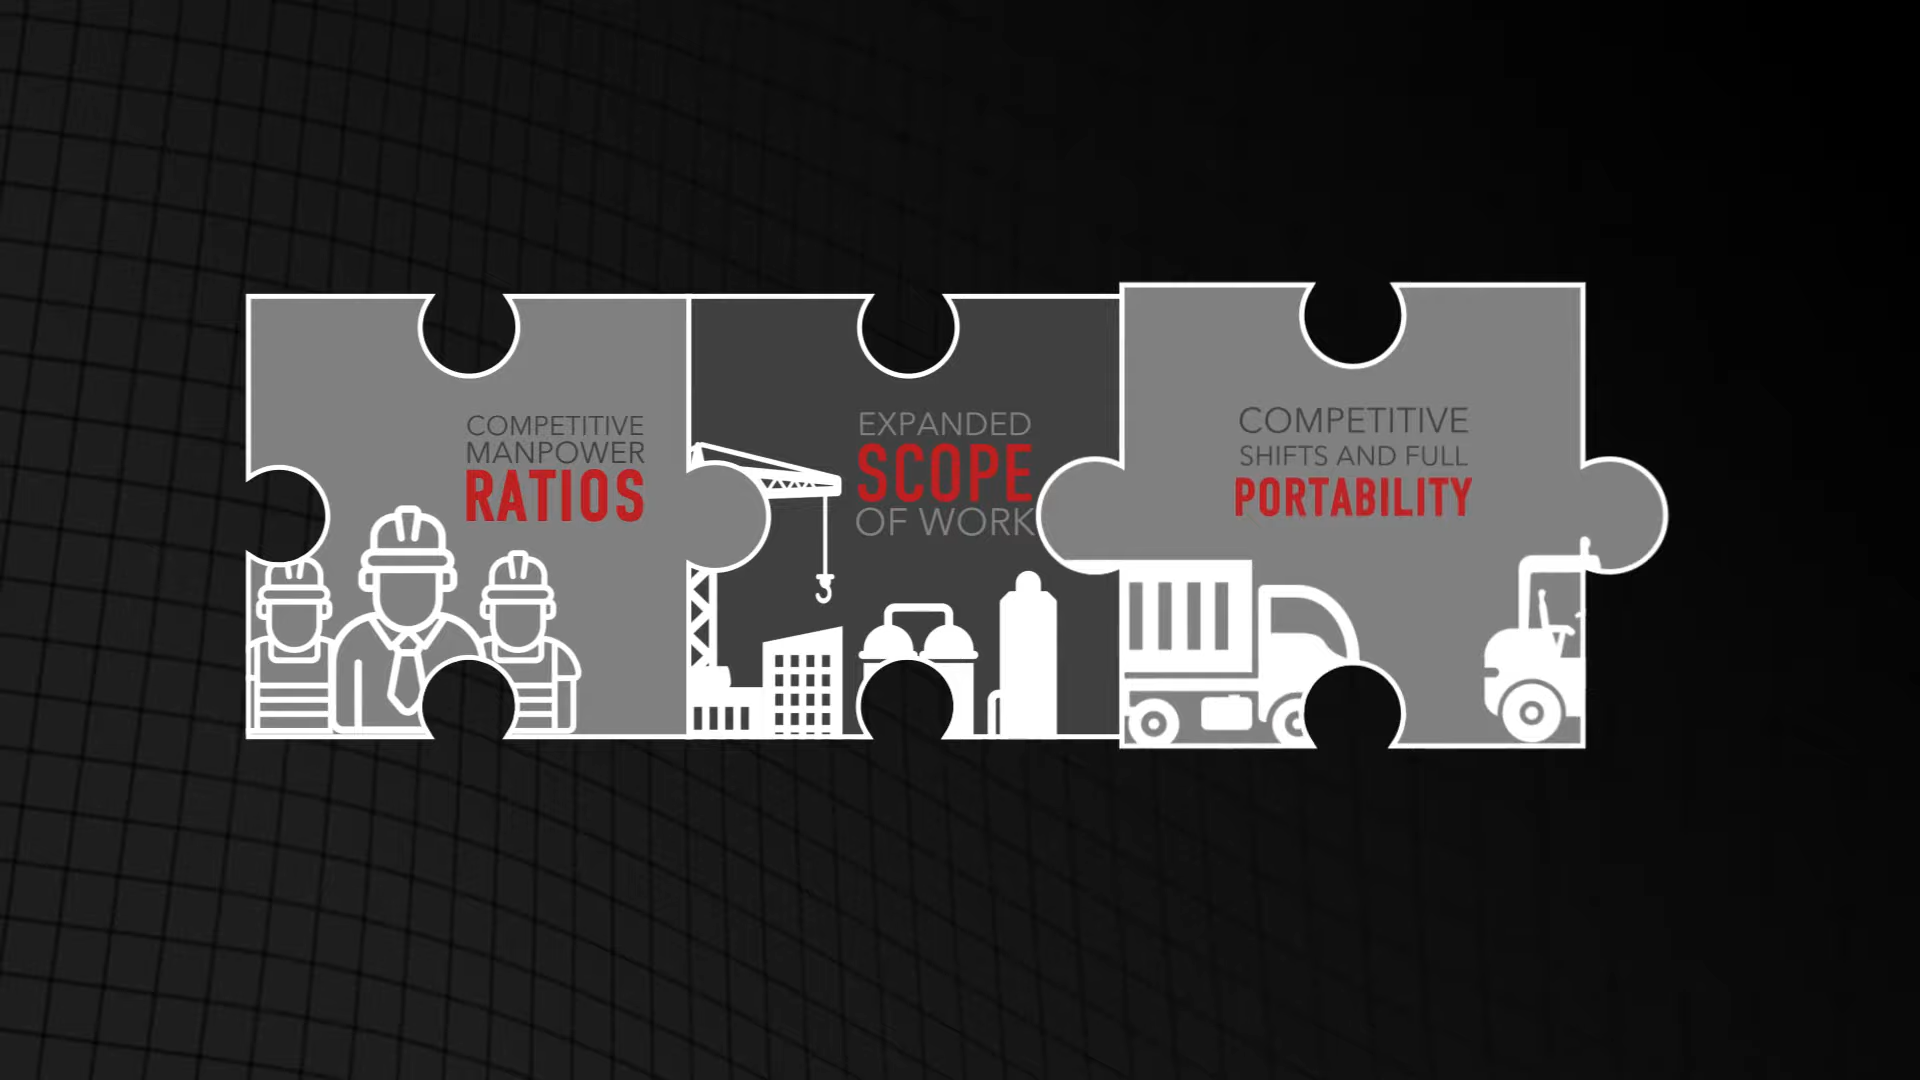 COMPETITIVE
MANPOWER
RATIOS
EXPANDED
SCOPE
OF WORK
COMPETITIVE
SHIFTS AND FULL
PORTABILITY